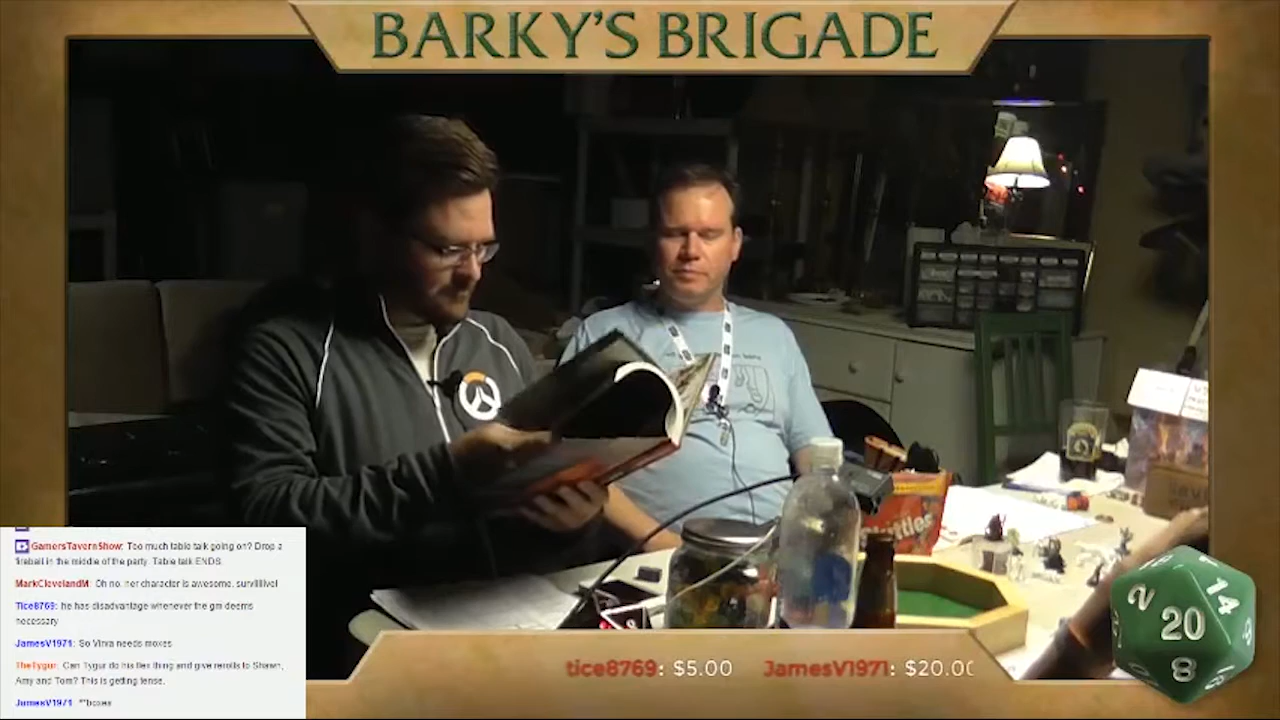 BARKY'S BRIGADE
GamersTavernShow: Too much table talk going on? Drop a
fireball in the middle of the party. Table talk ENDS.
MarkClevelandM: Oh no, her character is awesome, survilllive!
Tice8769: he has disadvantage whenever the gm deems
necessary
JamesV1971: So Virva needs moxes
TheTygur: Can Tygur do his flex thing and give rerolls to Shawn,
Amy and Tom? This is getting tense.
JamesV1971: **boxes
Skittles
tice8769: $5.00 JamesV1971: $20.00
2
14
20
8